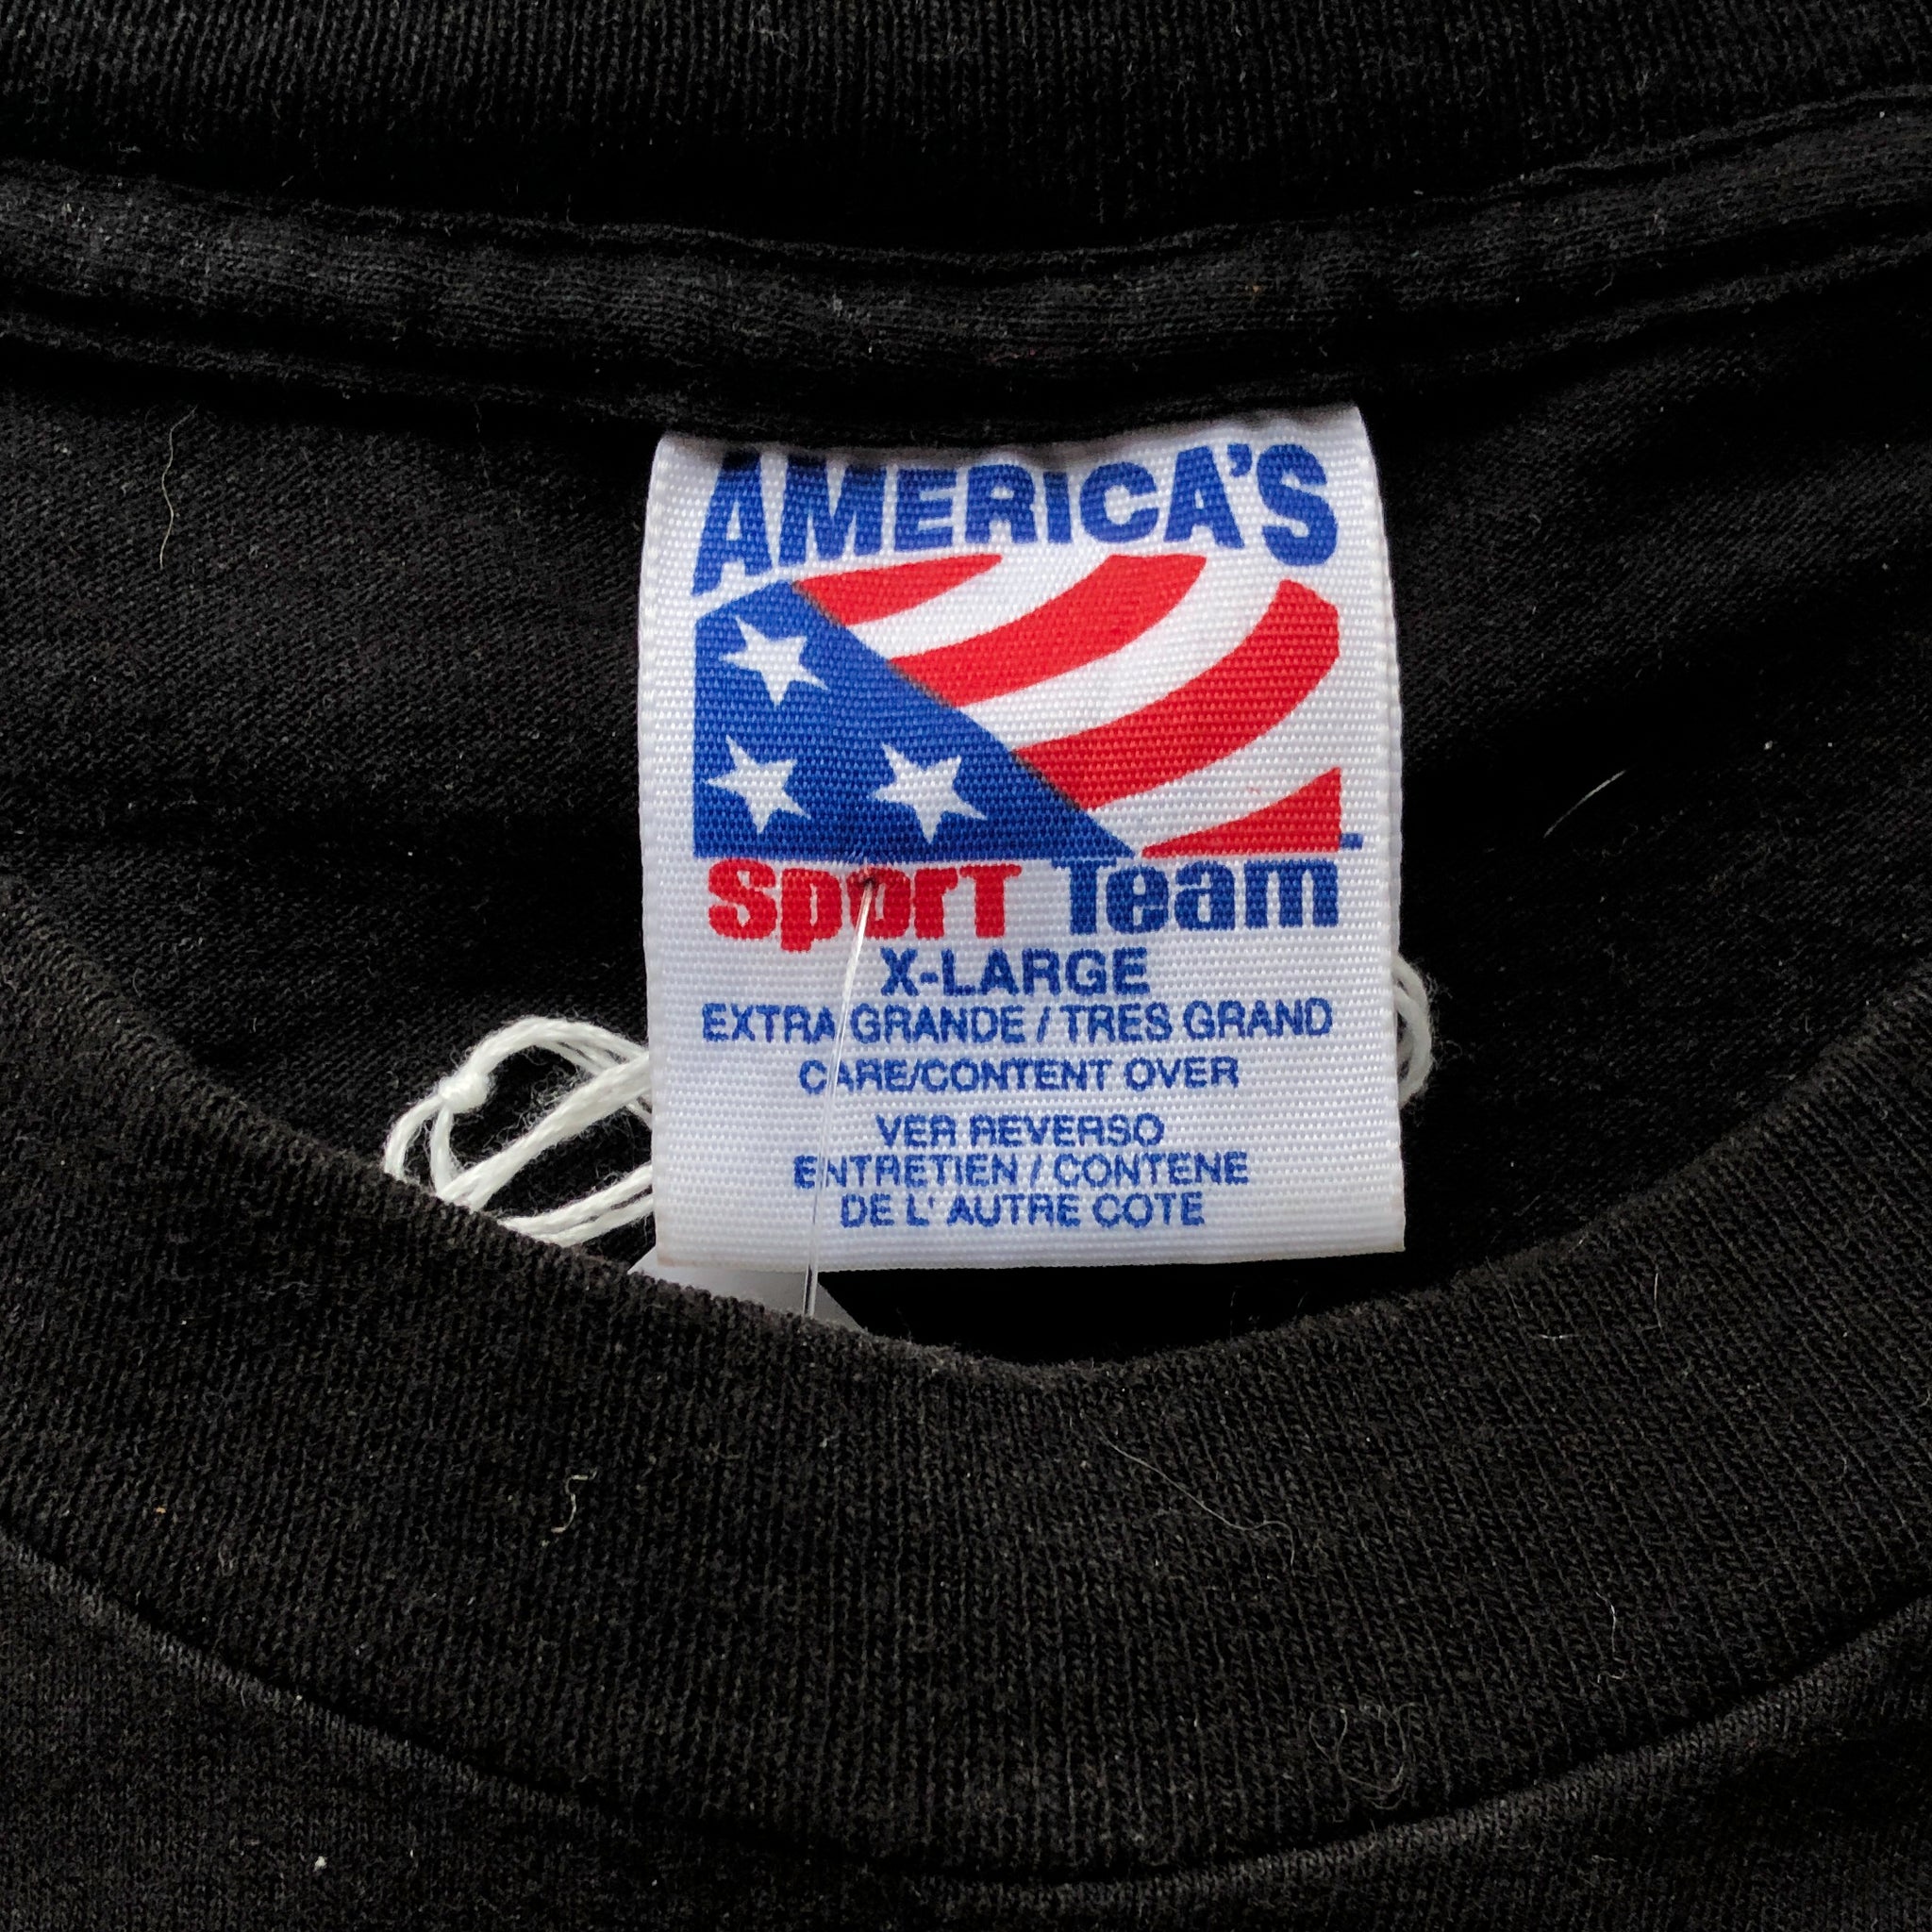 AMERICA'S
Sport Team
X-LARGE
EXTRA GRANDE / TRES GRAND
CARE/CONTENT OVER
VER REVERSO
ENTRETIEN / CONTENE
DE L' AUTRE COTE